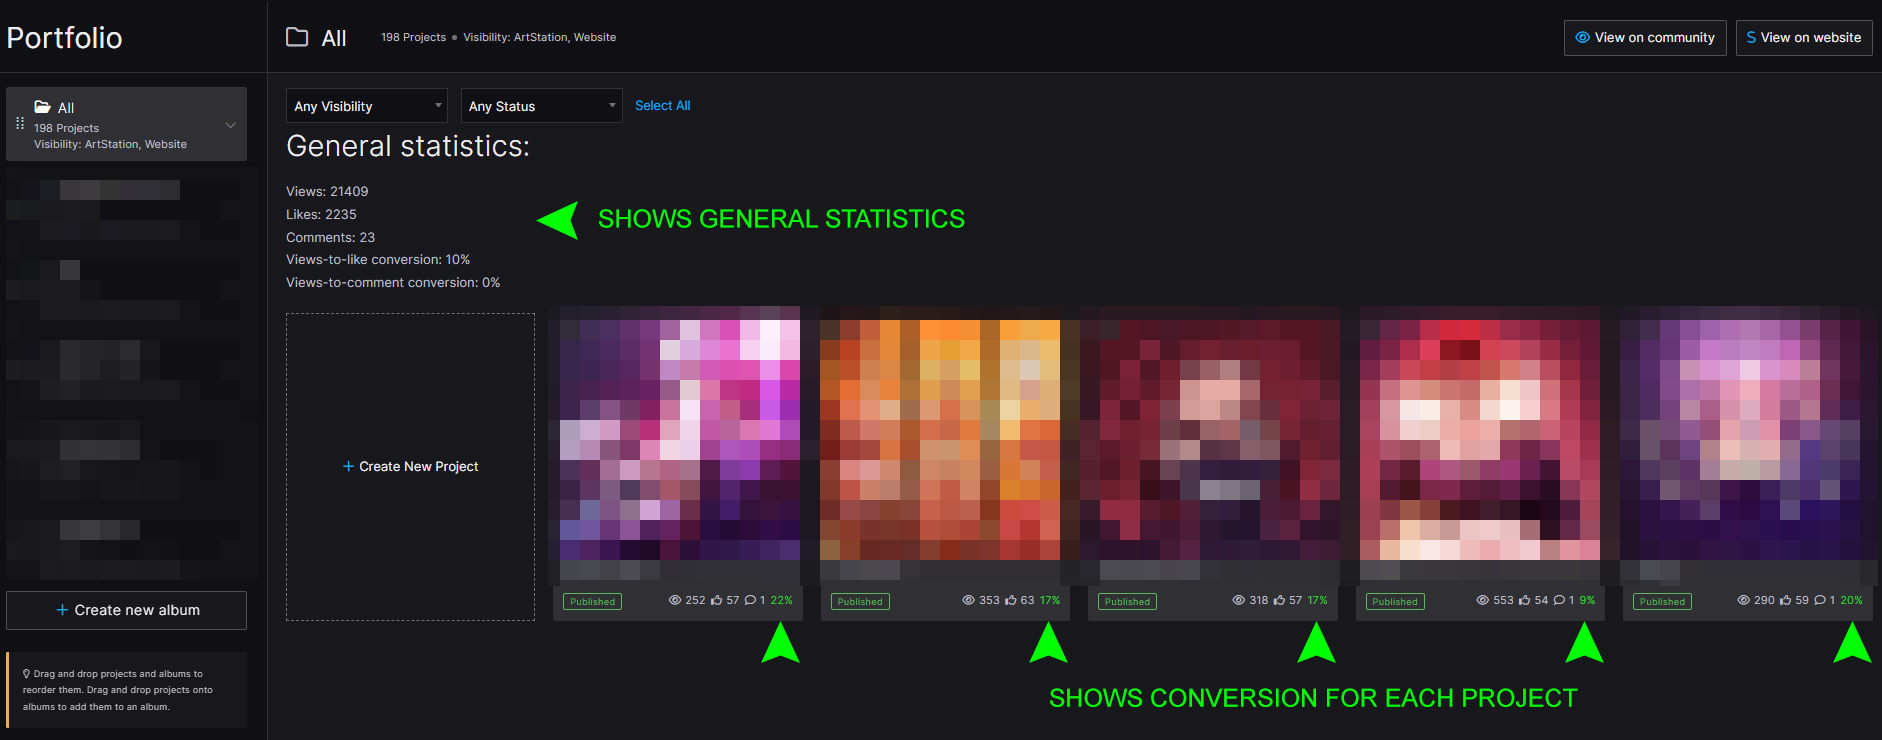 Portfolio
All
198 Projects
Visibility: ArtStation, Website
Create new album
Drag and drop projects and albums to
reorder them. Drag and drop projects onto
albums to add them to an album.
All 198 Projects • Visibility: ArtStation, Website
View on community
View on website
Any Visibility
Any Status
Select All
General statistics:
Views: 21409
Likes: 2235
Comments: 23
Views-to-like conversion: 10%
Views-to-comment conversion: 0%
SHOWS GENERAL STATISTICS
+ Create New Project
Published 252 57 1 22%
Published 353 63 17%
Published 318 57 17%
Published 553 54 1 9%
Published 290 59 1 20%
SHOWS CONVERSION FOR EACH PROJECT